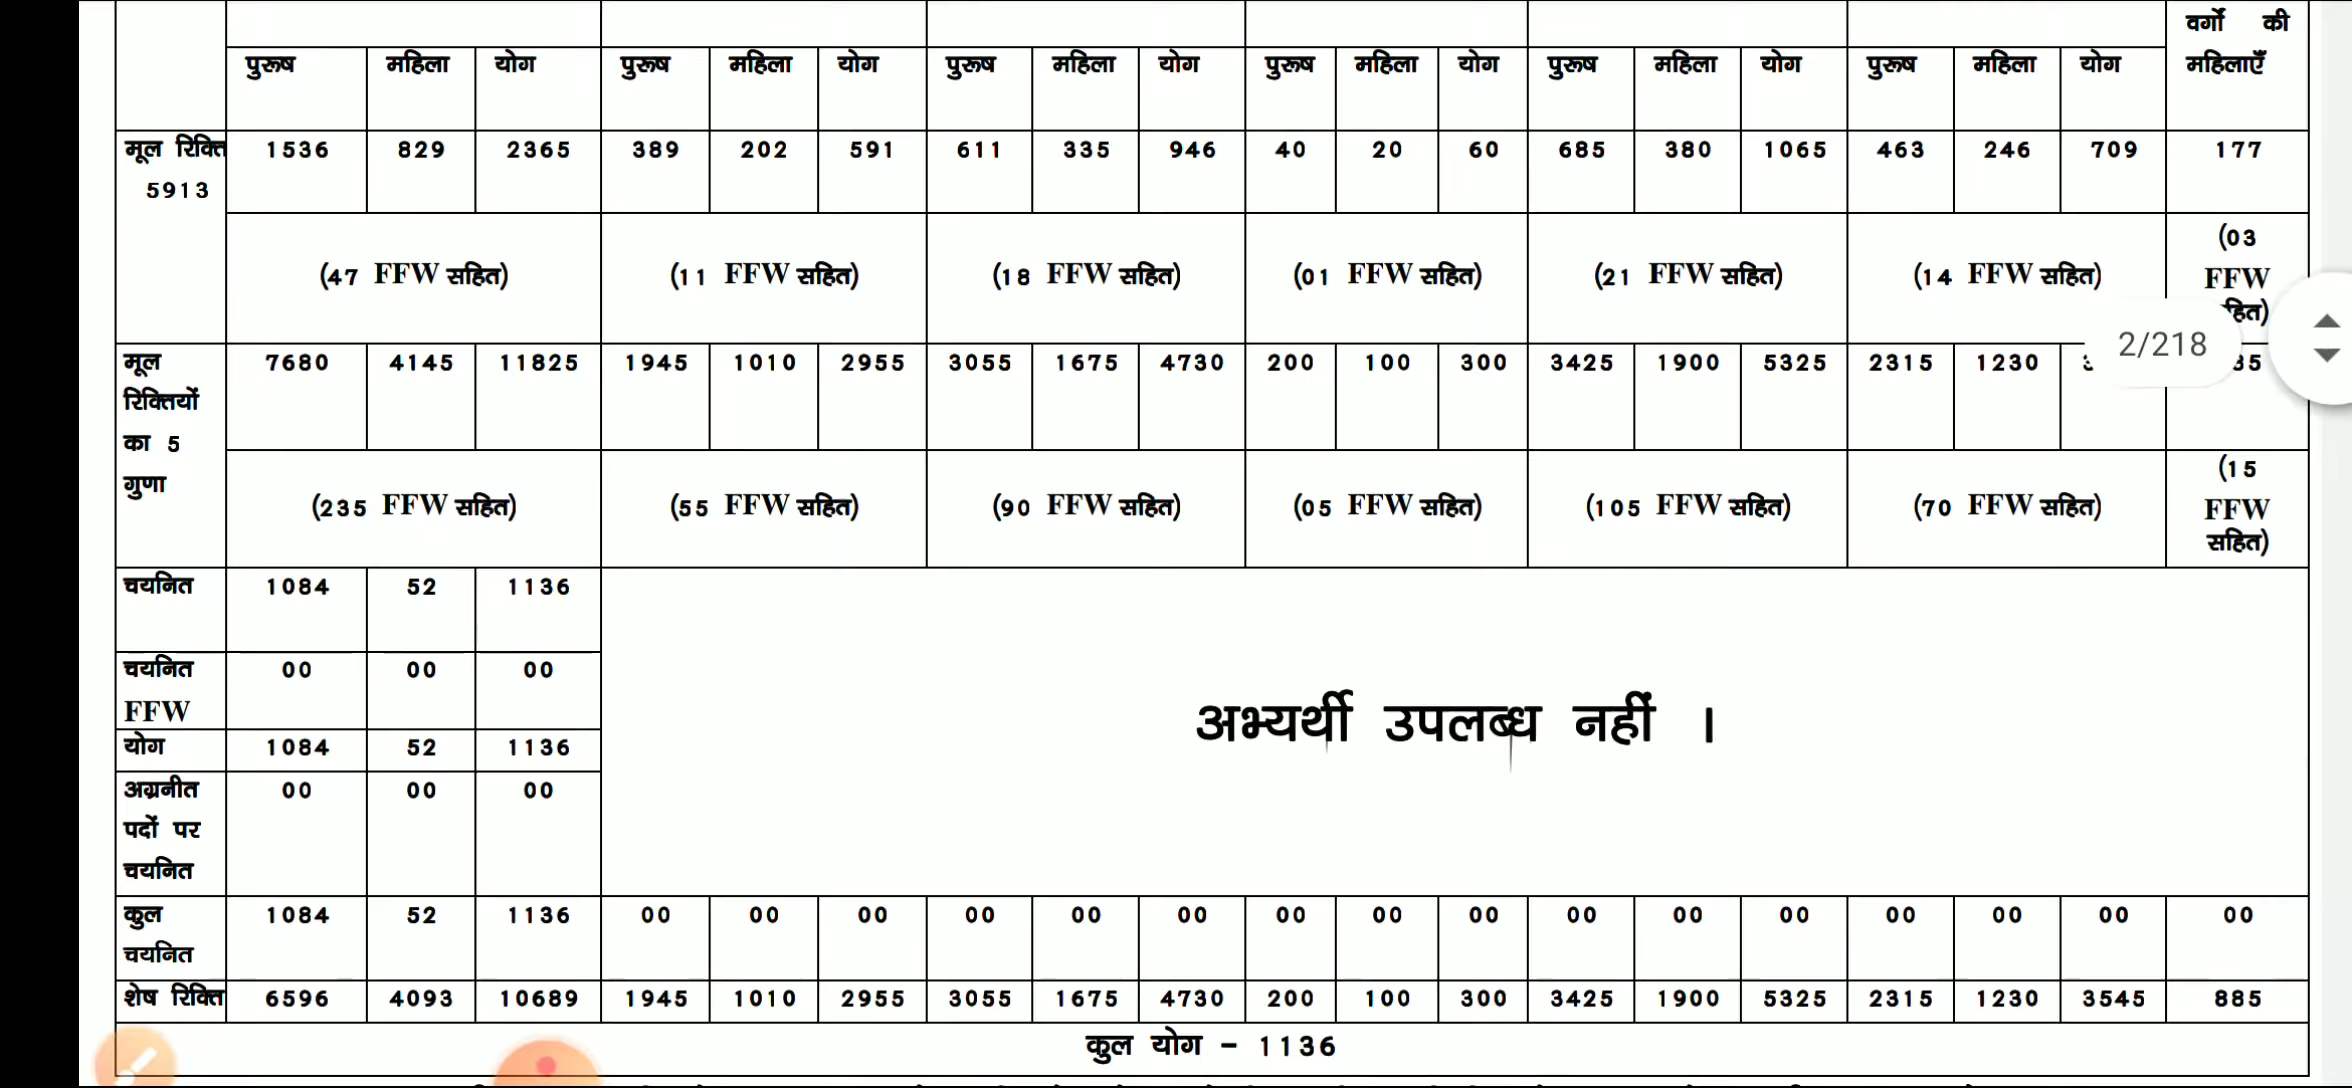 वर्गो की
पुरूष महिला योग पुरूष महिला योग पुरूष महिला योग पुरूष महिला योग पुरूष महिला योग पुरूष महिला योग महिलाएँ
मूल रिक्ति 1536 829 2365 389 202 591 611 335 946 40 20 60 685 380 1065 463 246 709 177
5913
(03
(47 FFW सहित) (11 FFW सहित) (18 FFW सहित) (01 FFW सहित) (21 FFW सहित) (14 FFW सहित) FFW
2/218
मूल 7680 4145 11825 1945 1010 2955 3055 1675 4730 200 100 300 3425 1900 5325 2315 1230
रिक्तियों
का 5
गुणा
(15
(235 FFW सहित) (55 FFW सहित) (90 FFW सहित) (05 FFW सहित) (105 FFW सहित) (70 FFW सहित) FFW
सहित)
चयनित 1084 52 1136
चयनित 00 00 00
FFW
अभ्यर्थी उपलब्ध नहीं ।
योग 1084 52 1136
अग्रनीत 00 00 00
पदों पर
चयनित
कुल 1084 52 1136 00 00 00 00 00 00 00 00 00 00 00 00 00 00 00 00
चयनित
शेष रिक्ति 6596 4093 10689 1945 1010 2955 3055 1675 4730 200 100 300 3425 1900 5325 2315 1230 3545 885
कुल योग – 1136